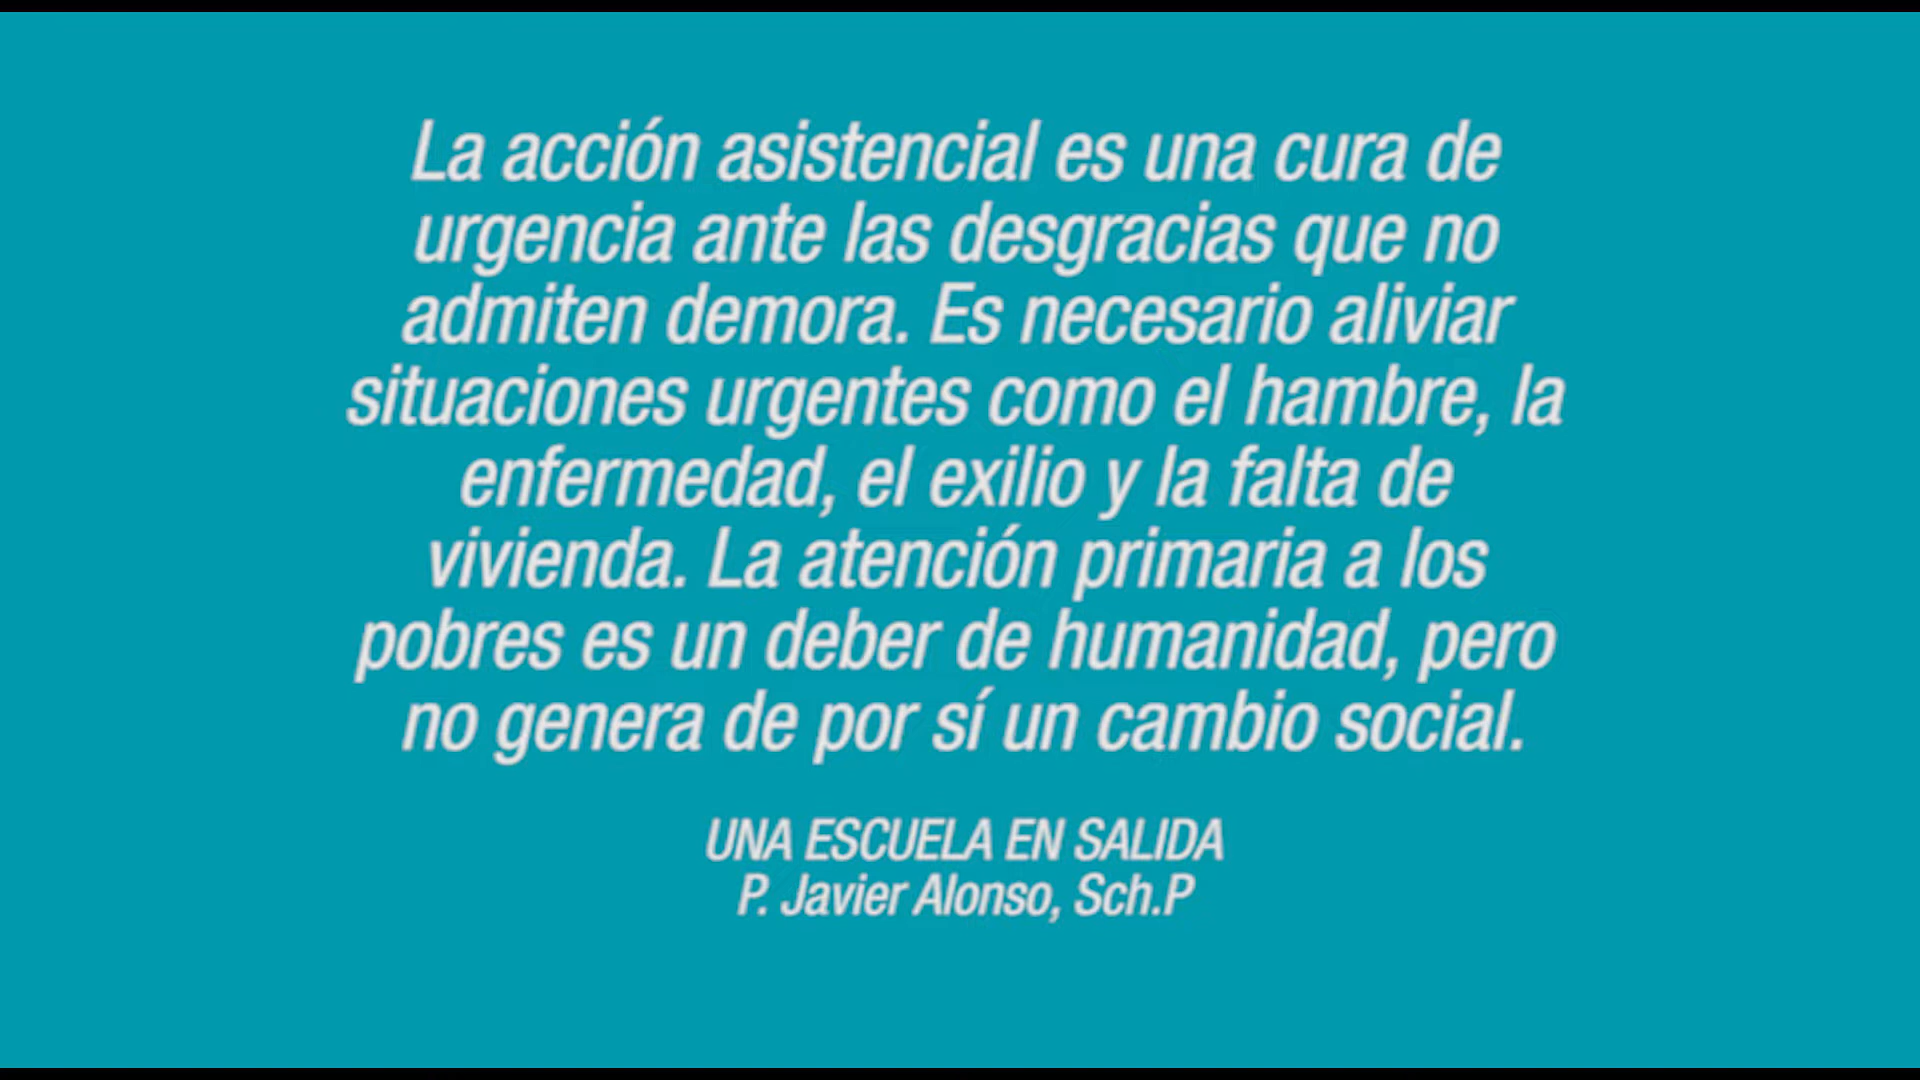 La acción asistencial es una cura de
urgencia ante las desgracias que no
admiten demora. Es necesario aliviar
situaciones urgentes como el hambre, la
enfermedad, el exilio y la falta de
vivienda. La atención primaria a los
pobres es un deber de humanidad, pero
no genera de por sí un cambio social.
UNA ESCUELA EN SALIDA
P. Javier Alonso, Sch.P